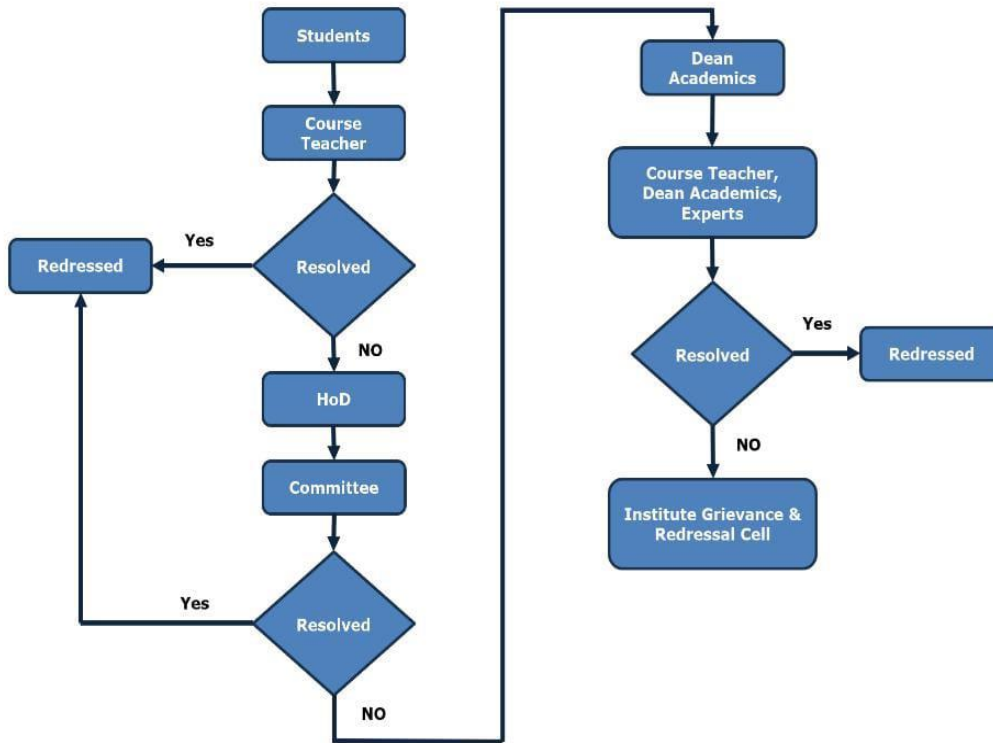 Students
Course
Teacher
Yes
Resolved
Redressed
NO
HoD
Committee
Yes
Resolved
NO
Dean
Academics
Course Teacher,
Dean Academics,
Experts
Resolved
Yes
Redressed
NO
Institute Grievance &
Redressal Cell